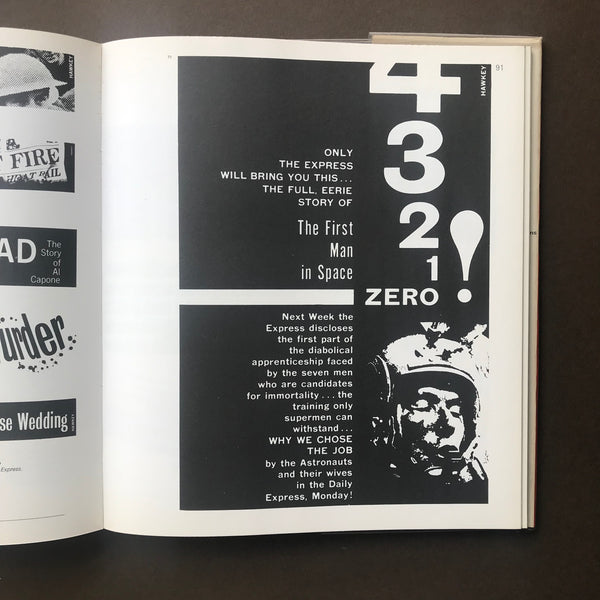 HAWKEY
FIRE
AD
The
Story
of
Al
Capone
urder
se Wedding
HAWKEY
Express.
91
HAWKEY
4
3
2
1
ZERO!
ONLY
THE EXPRESS
WILL BRING YOU THIS...
THE FULL, EERIE
STORY OF
The First
Man
in Space
Next Week the
Express discloses
the first part of
the diabolical
apprenticeship faced
by the seven men
who are candidates
for immortality... the
training only
supermen can
withstand...
WHY WE CHOSE
THE JOB
by the Astronauts
and their wives
in the Daily
Express, Monday!